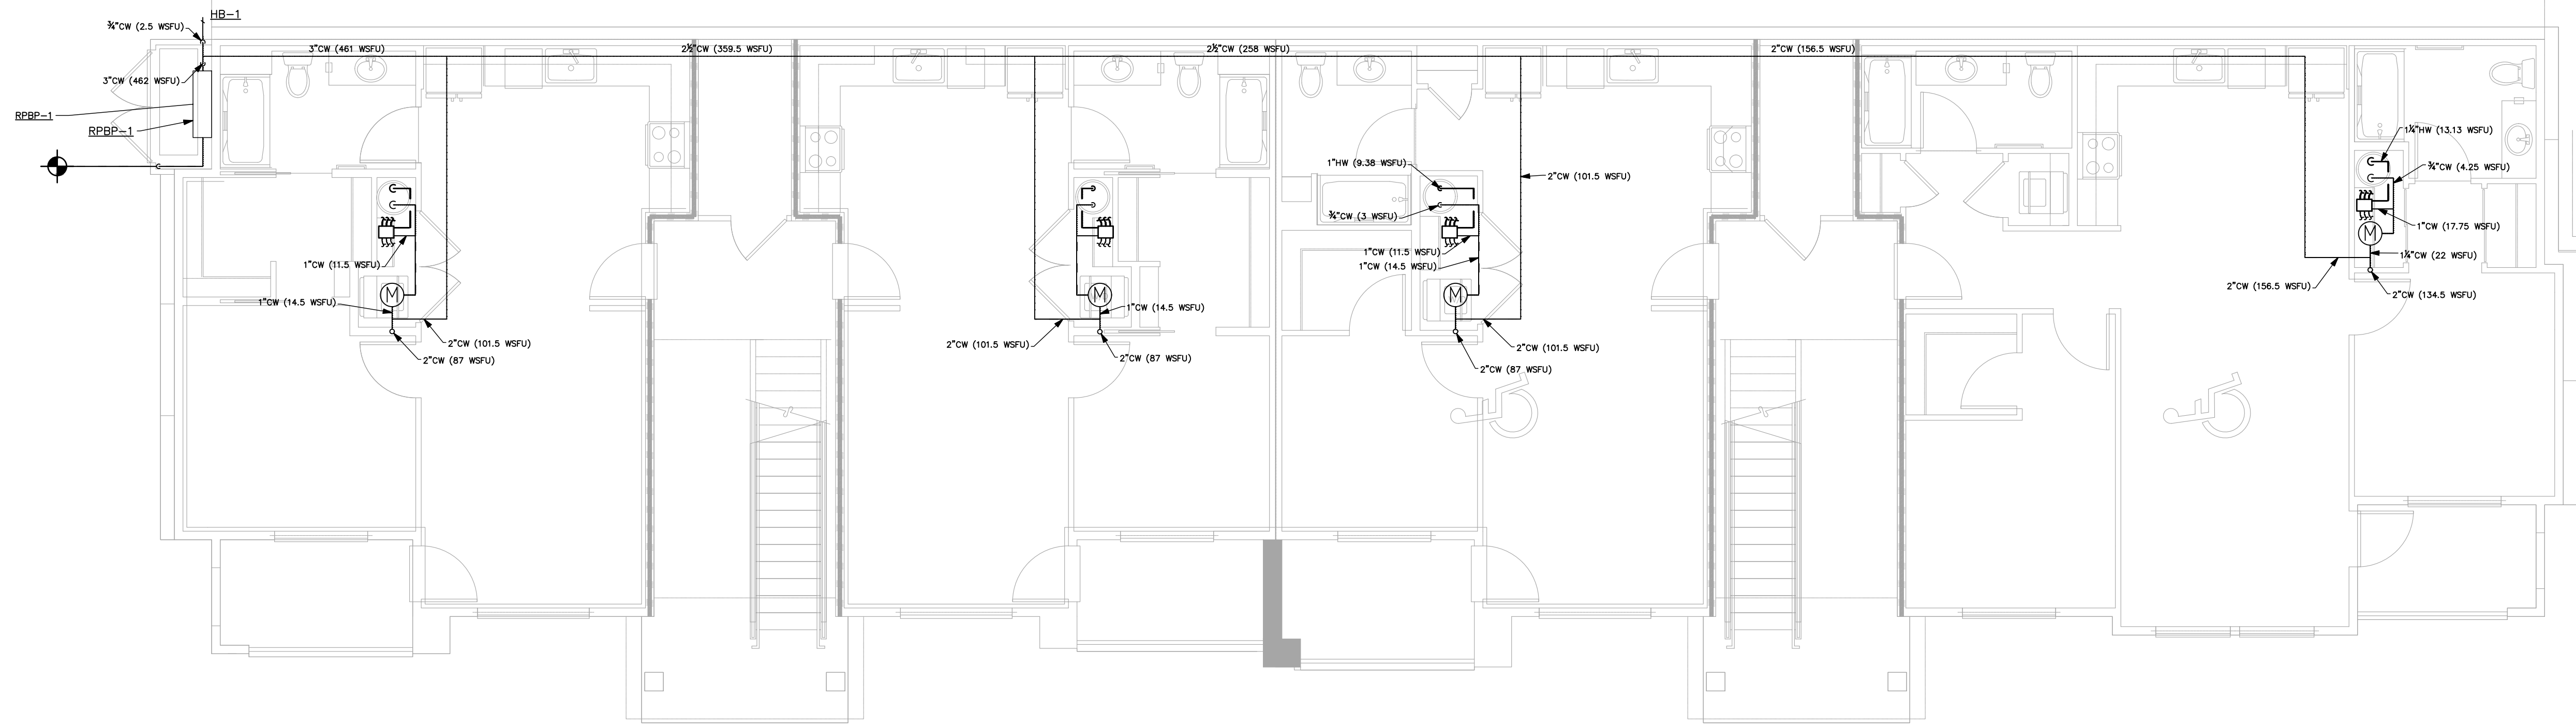 HB-1
¾"CW (2.5 WSFU)
3"CW (461 WSFU)
2½"CW (359.5 WSFU)
2½"CW (258 WSFU)
2"CW (156.5 WSFU)
3"CW (462 WSFU)
RPBP-1
RPBP-1
1¼"HW (13.13 WSFU)
1"HW (9.38 WSFU)
¾"CW (4.25 WSFU)
2"CW (101.5 WSFU)
¾"CW (3 WSFU)
1"CW (17.75 WSFU)
1"CW (11.5 WSFU)
1"CW (11.5 WSFU)
1¼"CW (22 WSFU)
1"CW (14.5 WSFU)
2"CW (156.5 WSFU)
M
M
M
M
2"CW (134.5 WSFU)
1"CW (14.5 WSFU)
1"CW (14.5 WSFU)
2"CW (101.5 WSFU)
2"CW (101.5 WSFU)
2"CW (101.5 WSFU)
2"CW (87 WSFU)
2"CW (87 WSFU)
2"CW (87 WSFU)